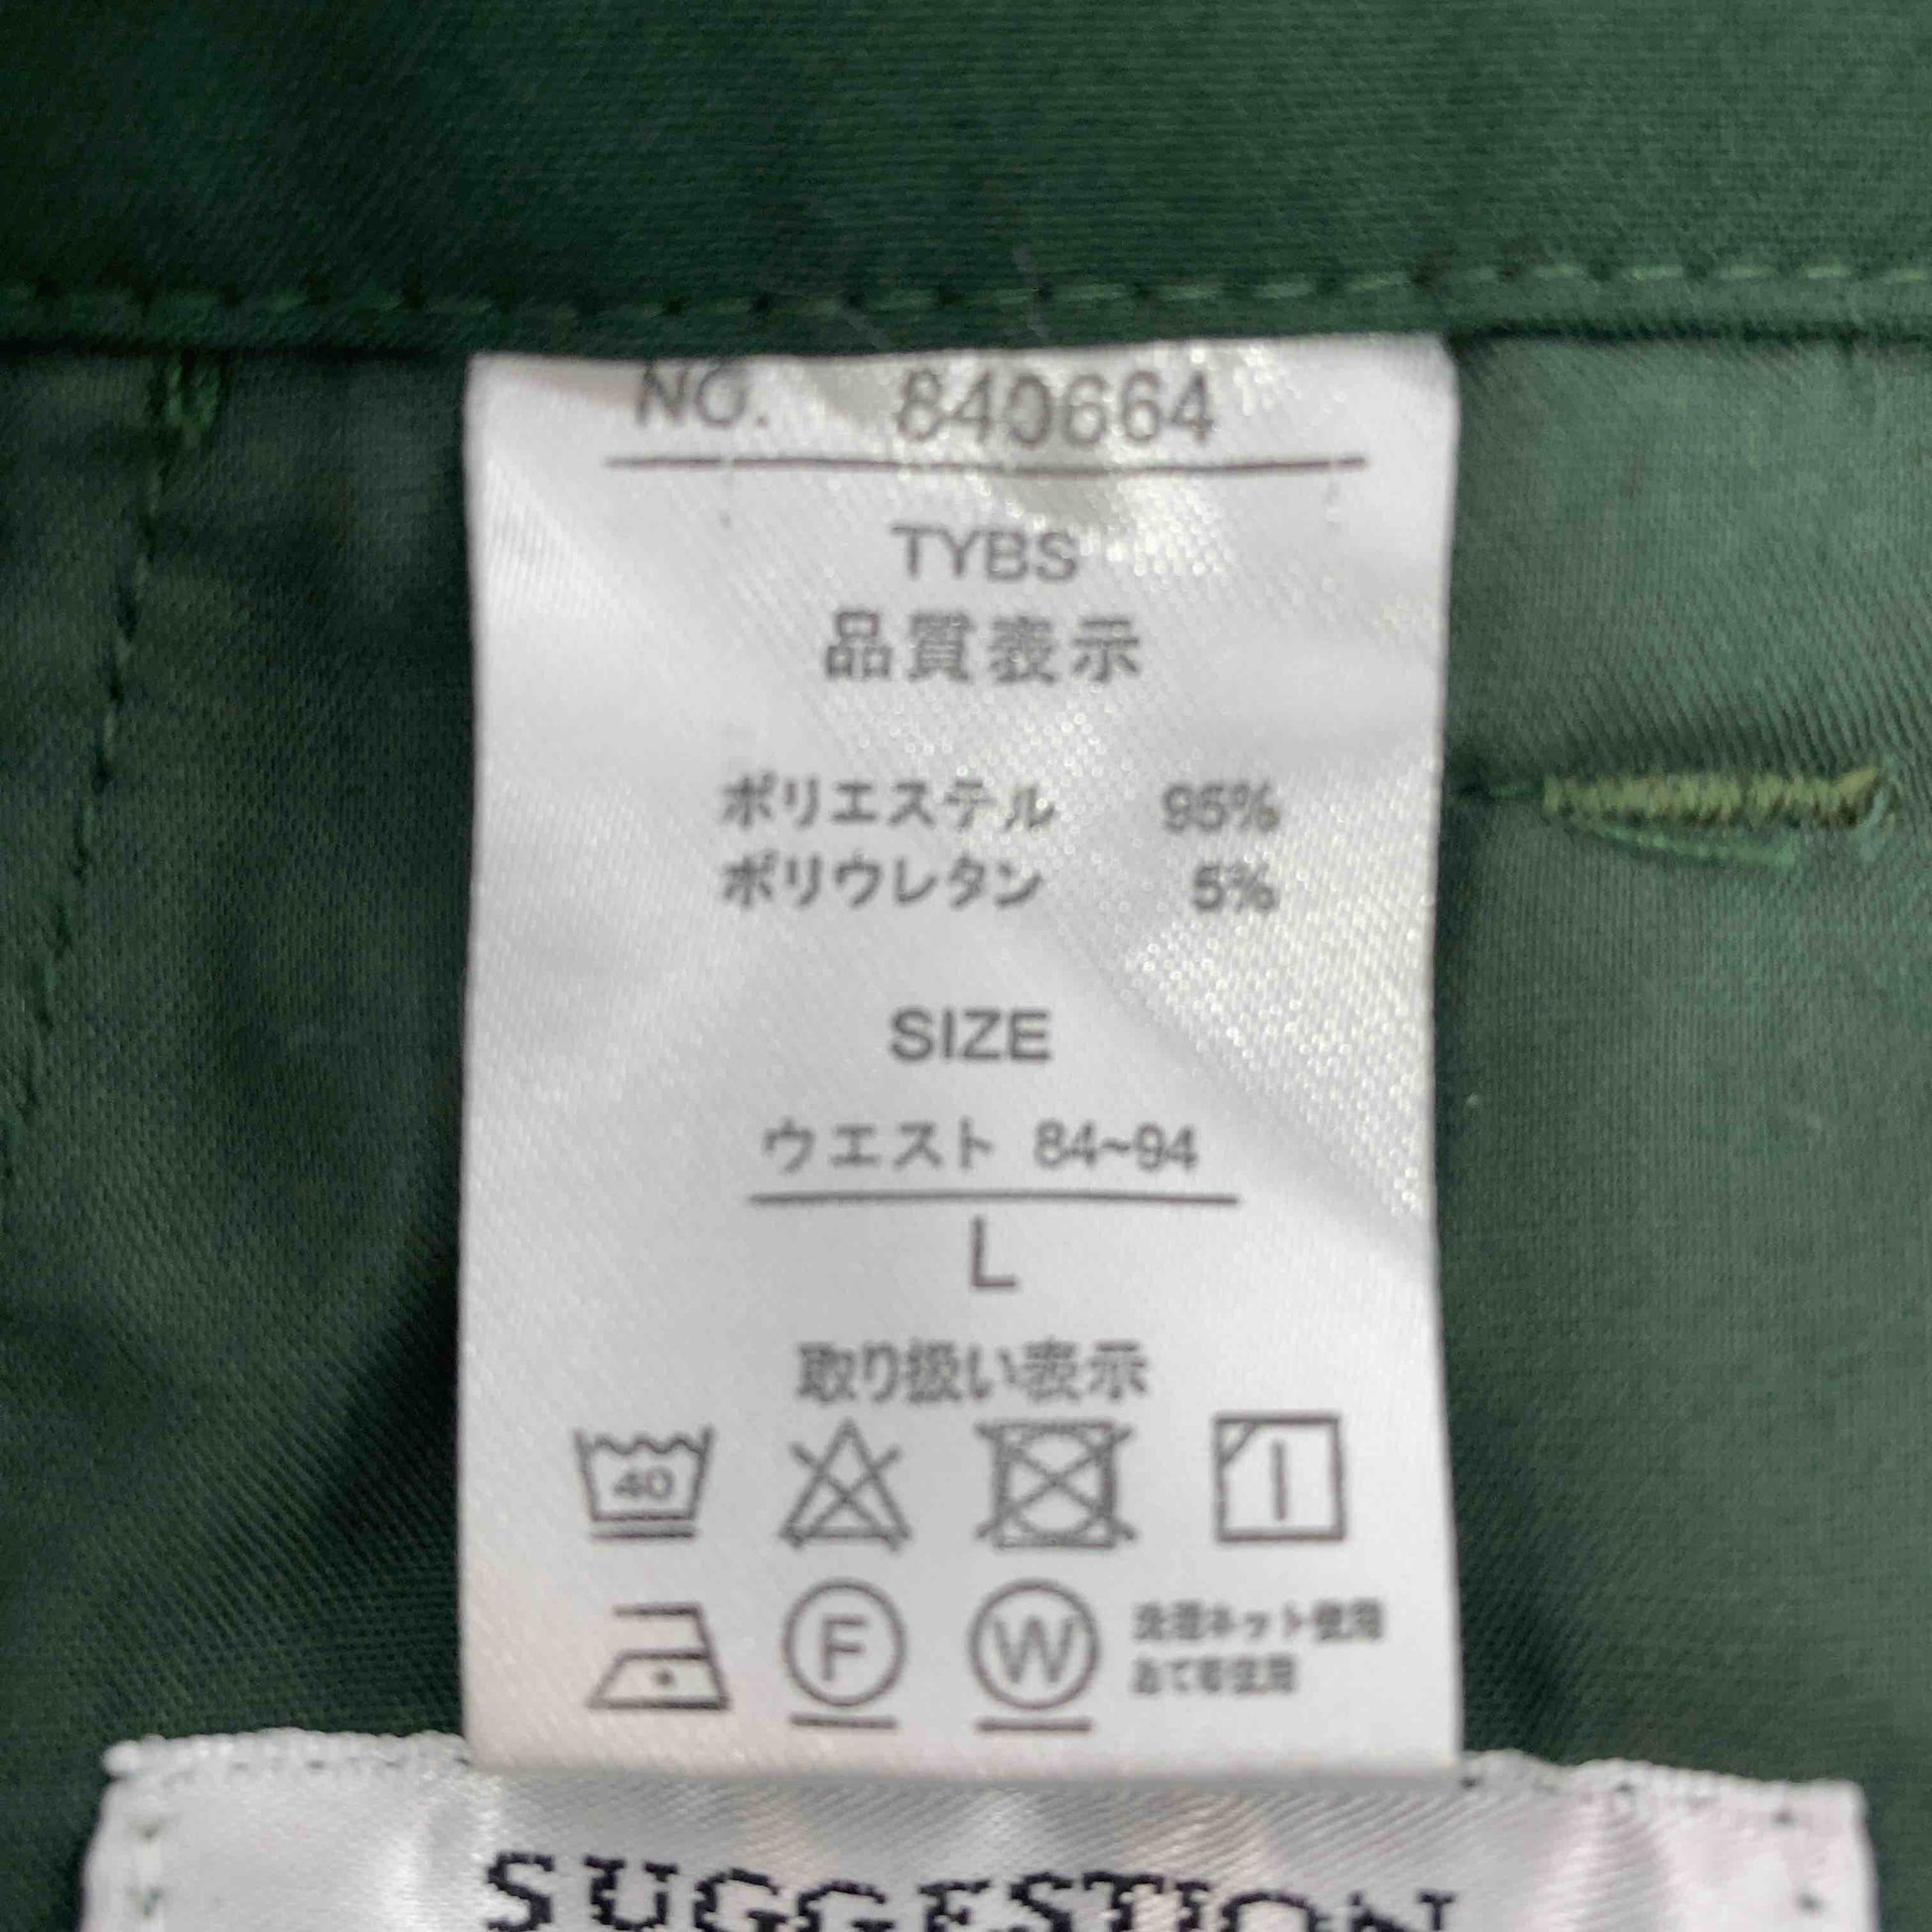 NO. 840664
TYBS
品質表示
ポリエステル 95%
ポリウレタン 5%
SIZE
ウエスト 84~94
L
取り扱い表示
40
F W 洗濯ネット使用
あて布使用
SUGGESTION